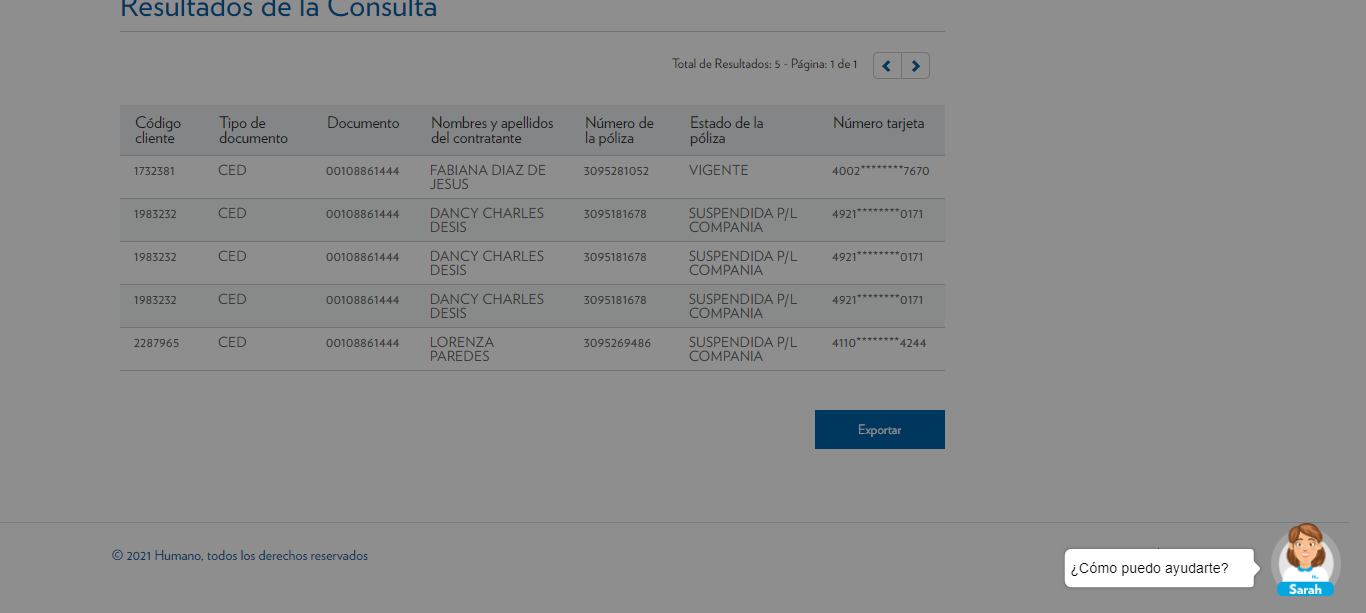 Resultados de la Consulta
Total de Resultados: 5 - Página: 1 de 1
Código cliente Tipo de documento Documento Nombres y apellidos del contratante Número de la póliza Estado de la póliza Número tarjeta
1732381 CED 00108861444 FABIANA DIAZ DE JESUS 3095281052 VIGENTE 4002********7670
1983232 CED 00108861444 DANCY CHARLES DESIS 3095181678 SUSPENDIDA P/L COMPANIA 4921********0171
1983232 CED 00108861444 DANCY CHARLES DESIS 3095181678 SUSPENDIDA P/L COMPANIA 4921********0171
1983232 CED 00108861444 DANCY CHARLES DESIS 3095181678 SUSPENDIDA P/L COMPANIA 4921********0171
2287965 CED 00108861444 LORENZA PAREDES 3095269486 SUSPENDIDA P/L COMPANIA 4110********4244
Exportar
© 2021 Humano, todos los derechos reservados
¿Cómo puedo ayudarte?
Sarah